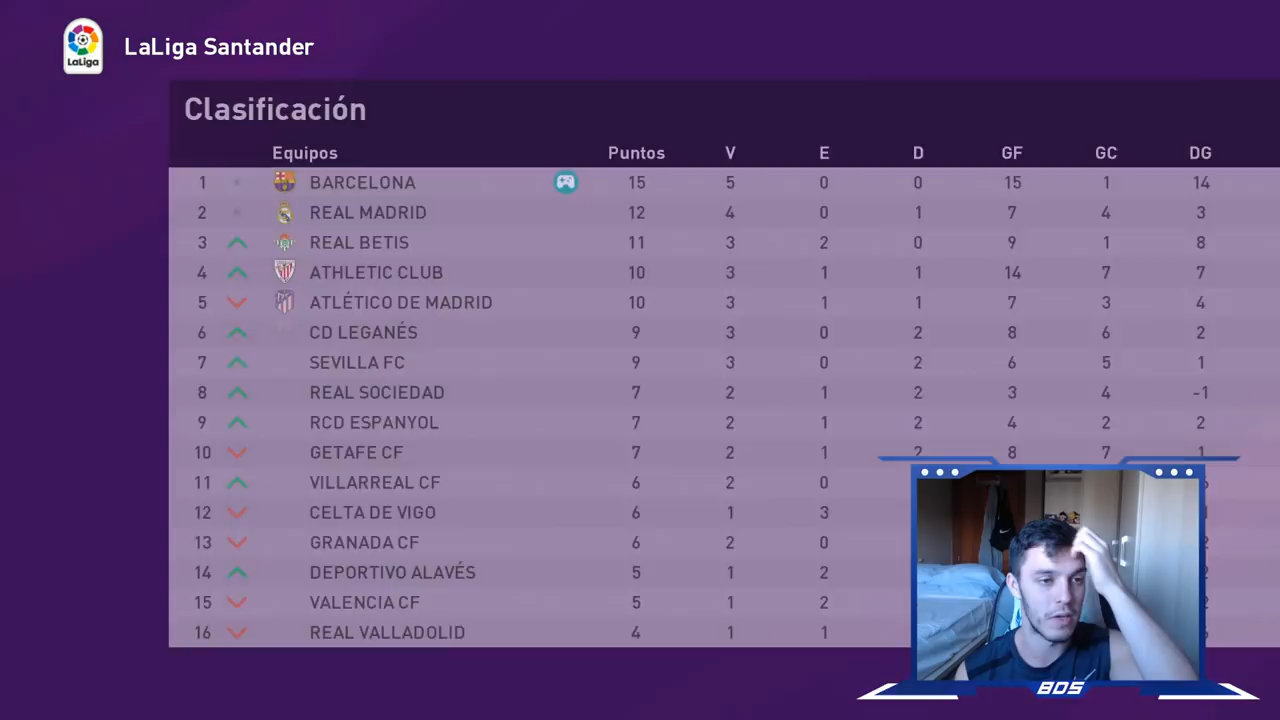 LaLiga Santander
LaLiga
Clasificación
Equipos Puntos V E D GF GC DG
1 BARCELONA 15 5 0 0 15 1 14
2 REAL MADRID 12 4 0 1 7 4 3
3 REAL BETIS 11 3 2 0 9 1 8
4 ATHLETIC CLUB 10 3 1 1 14 7 7
5 ATLÉTICO DE MADRID 10 3 1 1 7 3 4
6 CD LEGANÉS 9 3 0 2 8 6 2
7 SEVILLA FC 9 3 0 2 6 5 1
8 REAL SOCIEDAD 7 2 1 2 3 4 -1
9 RCD ESPANYOL 7 2 1 2 4 2 2
10 GETAFE CF 7 2 1 2 8 7 1
11 VILLARREAL CF 6 2 0
12 CELTA DE VIGO 6 1 3
13 GRANADA CF 6 2 0
14 DEPORTIVO ALAVÉS 5 1 2
15 VALENCIA CF 5 1 2
16 REAL VALLADOLID 4 1 1
BDS